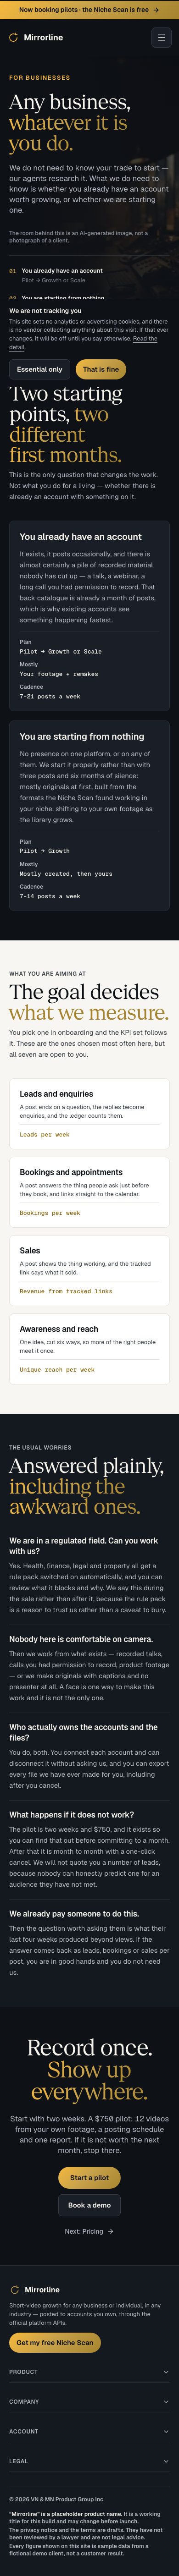 Now booking pilots · the Niche Scan is free →
Mirrorline
FOR BUSINESSES
Any business,
whatever it is
you do.
We do not need to know your trade to start —
our agents research it. What we do need to
know is whether you already have an account
worth growing, or whether we are starting
one.
The room behind this is an AI-generated image, not a
photograph of a client.
01 You already have an account
Pilot → Growth or Scale
02 You are starting from nothing
We are not tracking you
This site sets no analytics or advertising cookies, and there
is no vendor collecting anything about this visit. If that ever
changes, it will be off until you say otherwise. Read the
detail.
Essential only
That is fine
Two starting
points, two
different
first months.
This is the only question that changes the work.
Not what you do for a living — whether there is
already an account with something on it.
You already have an account
It exists, it posts occasionally, and there is
almost certainly a pile of recorded material
nobody has cut up — a talk, a webinar, a
long call you had permission to record. That
back catalogue is already a month of posts,
which is why existing accounts see
something happening fastest.
Plan
Pilot → Growth or Scale
Mostly
Your footage + remakes
Cadence
7–21 posts a week
You are starting from nothing
No presence on one platform, or on any of
them. We start it properly rather than with
three posts and six months of silence:
mostly originals at first, built from the
formats the Niche Scan found working in
your niche, shifting to your own footage as
the library grows.
Plan
Pilot → Growth
Mostly
Mostly created, then yours
Cadence
7–14 posts a week
WHAT YOU ARE AIMING AT
The goal decides
what we measure.
You pick one in onboarding and the KPI set follows
it. These are the ones chosen most often here, but
all seven are open to you.
Leads and enquiries
A post ends on a question, the replies become
enquiries, and the ledger counts them.
Leads per week
Bookings and appointments
A post answers the thing people ask just before
they book, and links straight to the calendar.
Bookings per week
Sales
A post shows the thing working, and the tracked
link says what it sold.
Revenue from tracked links
Awareness and reach
One idea, cut six ways, so more of the right people
meet it once.
Unique reach per week
THE USUAL WORRIES
Answered plainly,
including the
awkward ones.
We are in a regulated field. Can you work
with us?
Yes. Health, finance, legal and property all get a
rule pack switched on automatically, and you can
review what it blocks and why. We say this during
the sale rather than after it, because the rule pack
is a reason to trust us rather than a caveat to bury.
Nobody here is comfortable on camera.
Then we work from what exists — recorded talks,
calls you had permission to record, product footage
— or we make originals with captions and no
presenter at all. A face is one way to make this
work and it is not the only one.
Who actually owns the accounts and the
files?
You do, both. You connect each account and can
disconnect it without asking us, and you can export
every file we have ever made for you, including
after you cancel.
What happens if it does not work?
The pilot is two weeks and $750, and it exists so
you can find that out before committing to a month.
After that it is month to month with a one-click
cancel. We will not quote you a number of leads,
because nobody can honestly predict one for an
audience they have not met.
We already pay someone to do this.
Then the question worth asking them is what their
last four weeks produced beyond views. If the
answer comes back as leads, bookings or sales per
post, you are in good hands and you do not need
us.
Record once.
Show up
everywhere.
Start with two weeks. A $750 pilot: 12 videos
from your own footage, a posting schedule
and one report. If it is not worth the next
month, stop there.
Start a pilot
Book a demo
Next: Pricing →
Mirrorline
Short-video growth for any business or individual, in any
industry — posted to accounts you own, through the
official platform APIs.
Get my free Niche Scan
PRODUCT
COMPANY
ACCOUNT
LEGAL
© 2026 VN & MN Product Group Inc
"Mirrorline" is a placeholder product name. It is a working
title for this build and may change before launch.
The privacy notice and the terms are drafts. They have not
been reviewed by a lawyer and are not legal advice.
Every figure shown on this site is sample data from a
fictional demo client, not a customer result.